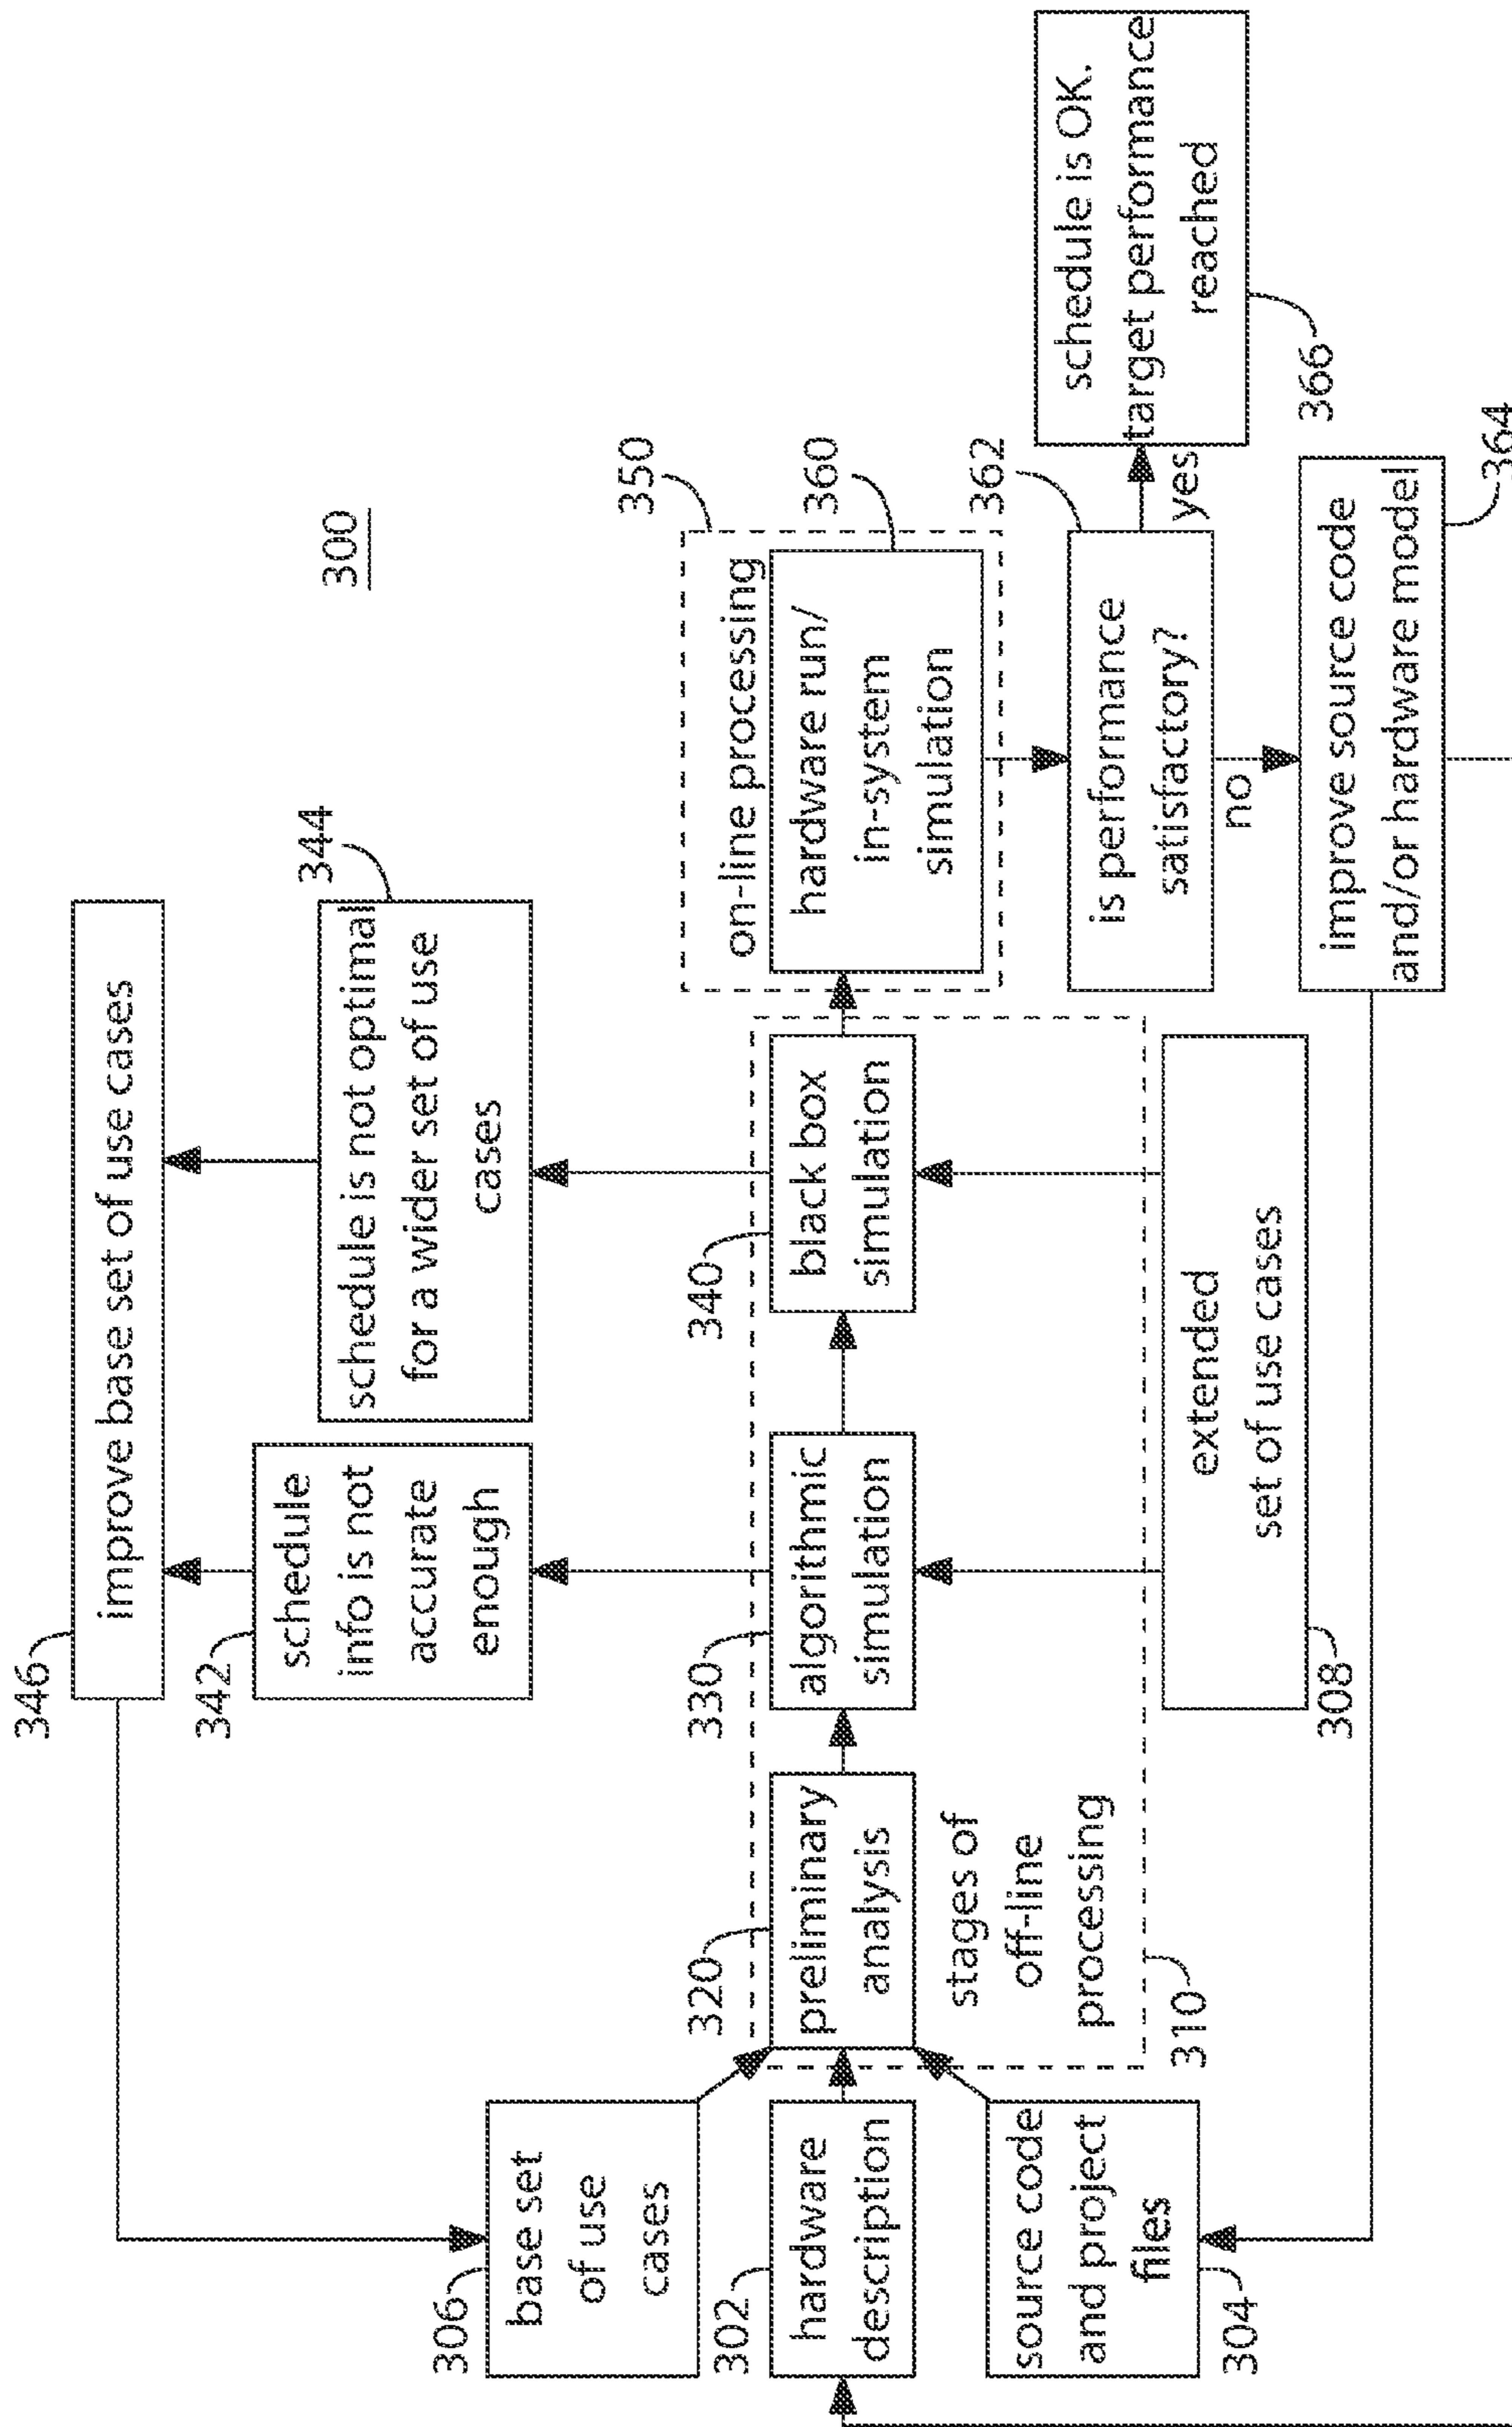 300
346
improve base set of use cases
342
schedule
info is not
accurate
enough
344
schedule is not optimal
for a wider set of use
cases
306
base set
of use
cases
302
hardware
description
source code
and project
files
304
320
preliminary
analysis
stages of
off-line
processing
310
330
algorithmic
simulation
340
black box
simulation
extended
set of use cases
308
350
on-line processing
360
hardware run/
in-system
simulation
362
is performance
satisfactory?
yes
no
schedule is OK.
target performance
reached
366
improve source code
and/or hardware model
364